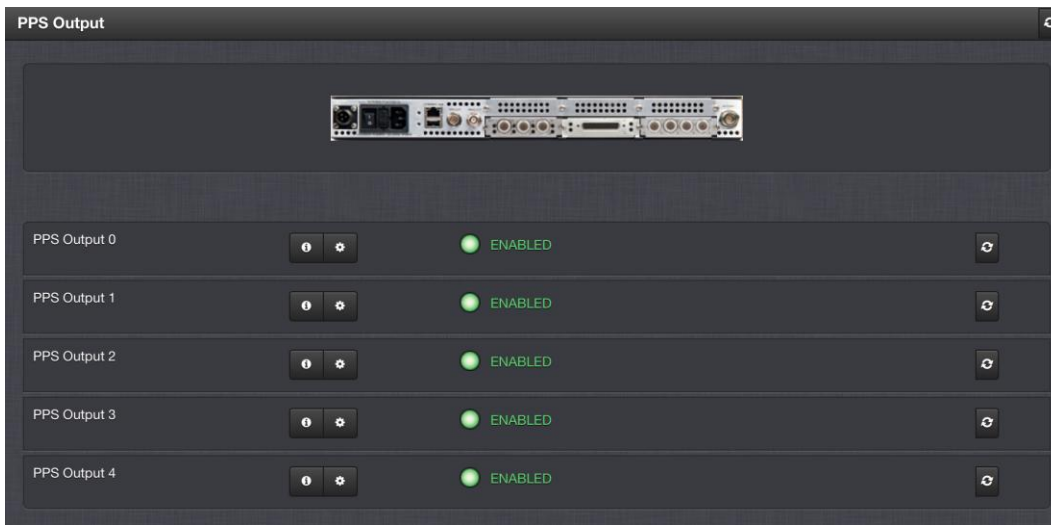 PPS Output
PPS Output 0
ENABLED
PPS Output 1
ENABLED
PPS Output 2
ENABLED
PPS Output 3
ENABLED
PPS Output 4
ENABLED